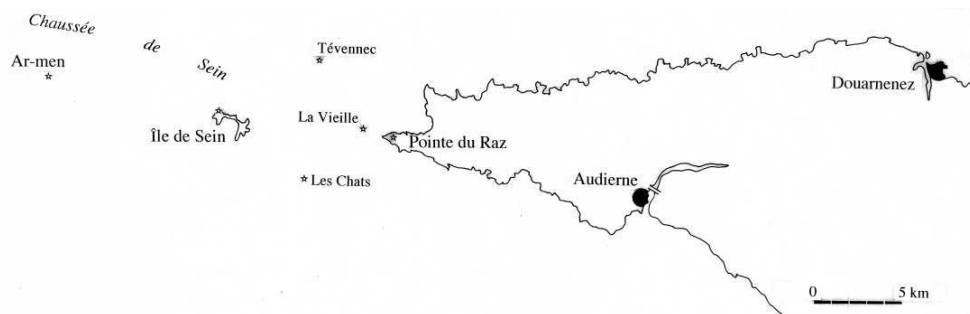 Chaussée
de
Sein
Ar-men
Tévennec
Douarnenez
La Vieille
Île de Sein
Pointe du Raz
Les Chats
Audierne
0 5 km